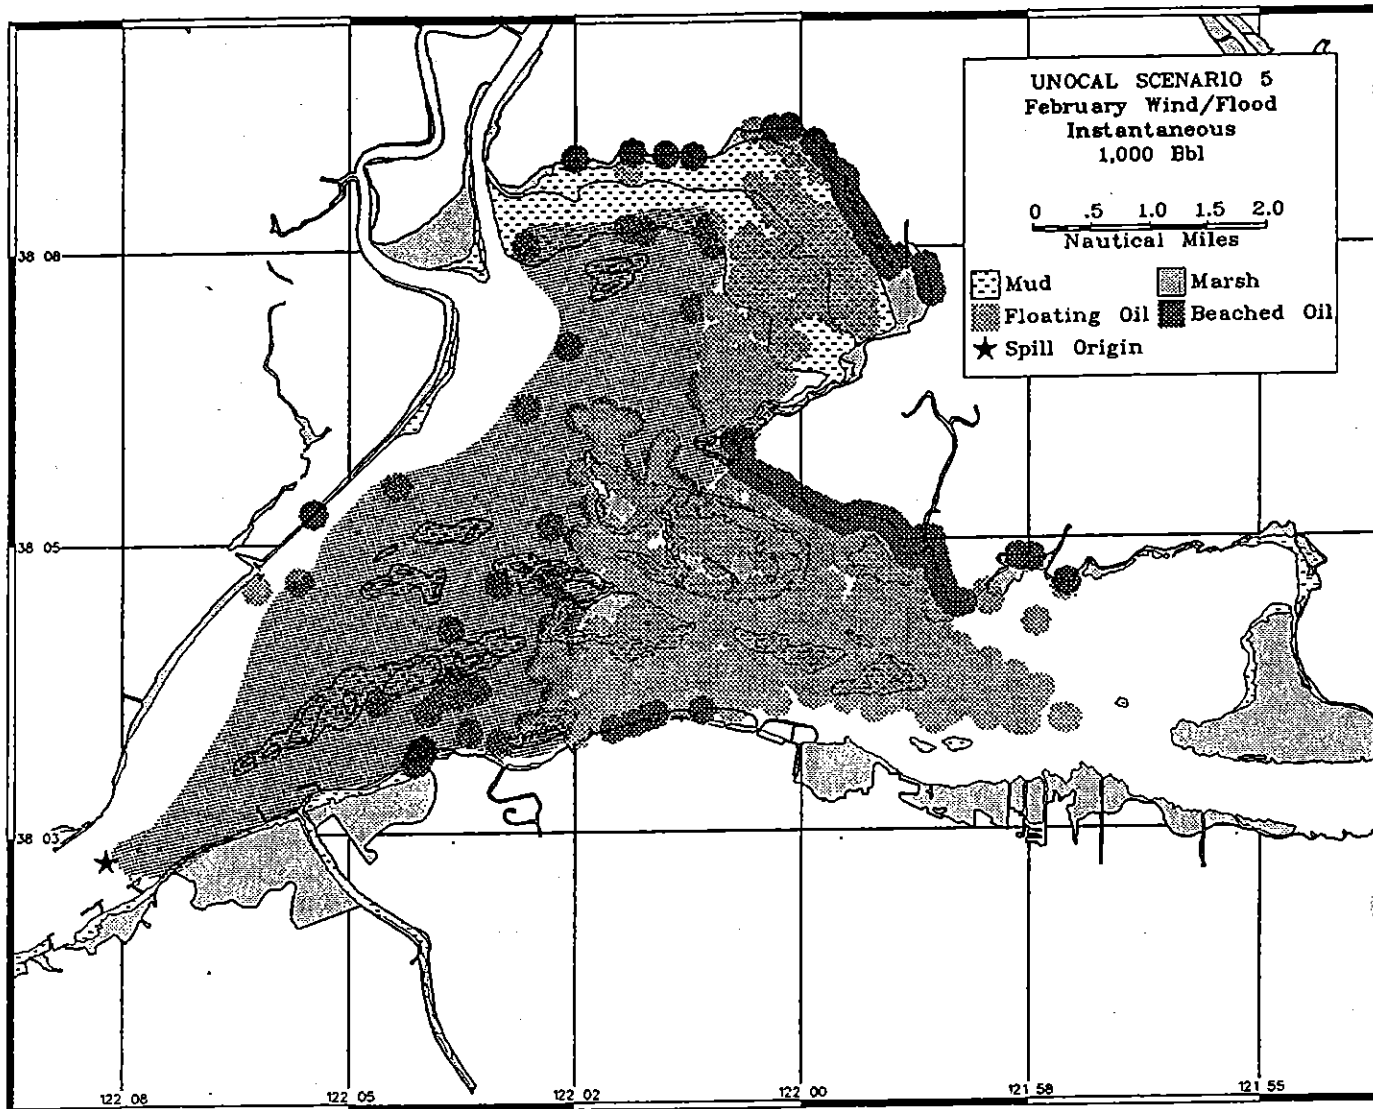 UNOCAL SCENARIO 5
February Wind/Flood
Instantaneous
1,000 Bbl
0 .5 1.0 1.5 2.0
Nautical Miles
Mud Marsh
Floating Oil Beached Oil
Spill Origin
38 08
38 05
38 03
122 08 122 05 122 02 122 00 121 58 121 55